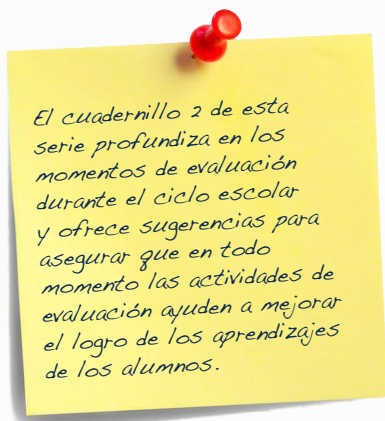 El cuadernillo 2 de esta
serie profundiza en los
momentos de evaluación
durante el ciclo escolar
y ofrece sugerencias para
asegurar que en todo
momento las actividades de
evaluación ayuden a mejorar
el logro de los aprendizajes
de los alumnos.